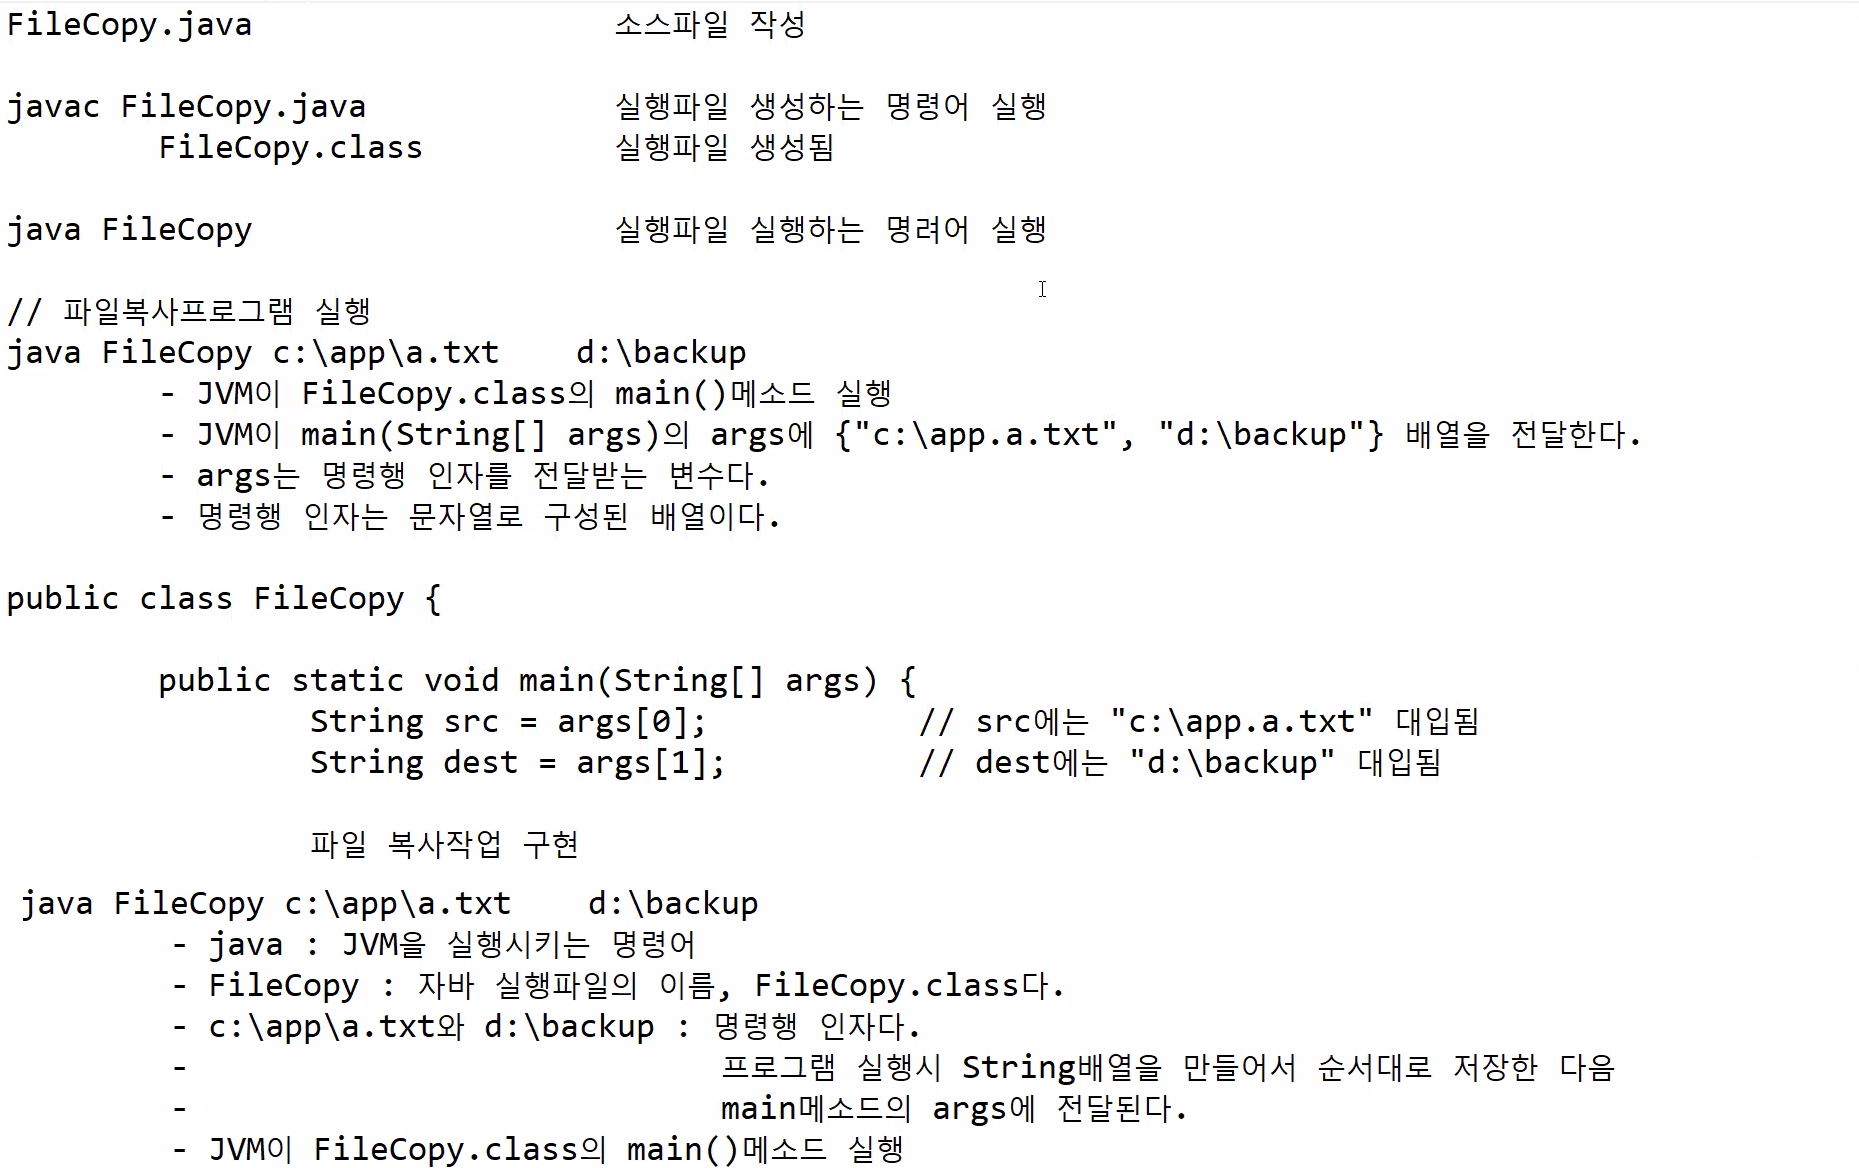 FileCopy.java 소스파일 작성
javac FileCopy.java 실행파일 생성하는 명령어 실행
FileCopy.class 실행파일 생성됨
java FileCopy 실행파일 실행하는 명려어 실행
// 파일복사프로그램 실행
java FileCopy c:\app\a.txt d:\backup
- JVM이 FileCopy.class의 main()메소드 실행
- JVM이 main(String[] args)의 args에 {"c:\app.a.txt", "d:\backup"} 배열을 전달한다.
- args는 명령행 인자를 전달받는 변수다.
- 명령행 인자는 문자열로 구성된 배열이다.
public class FileCopy {
public static void main(String[] args) {
String src = args[0]; // src에는 "c:\app.a.txt" 대입됨
String dest = args[1]; // dest에는 "d:\backup" 대입됨
파일 복사작업 구현
java FileCopy c:\app\a.txt d:\backup
- java : JVM을 실행시키는 명령어
- FileCopy : 자바 실행파일의 이름, FileCopy.class다.
- c:\app\a.txt와 d:\backup : 명령행 인자다.
- 프로그램 실행시 String배열을 만들어서 순서대로 저장한 다음
- main메소드의 args에 전달된다.
- JVM이 FileCopy.class의 main()메소드 실행